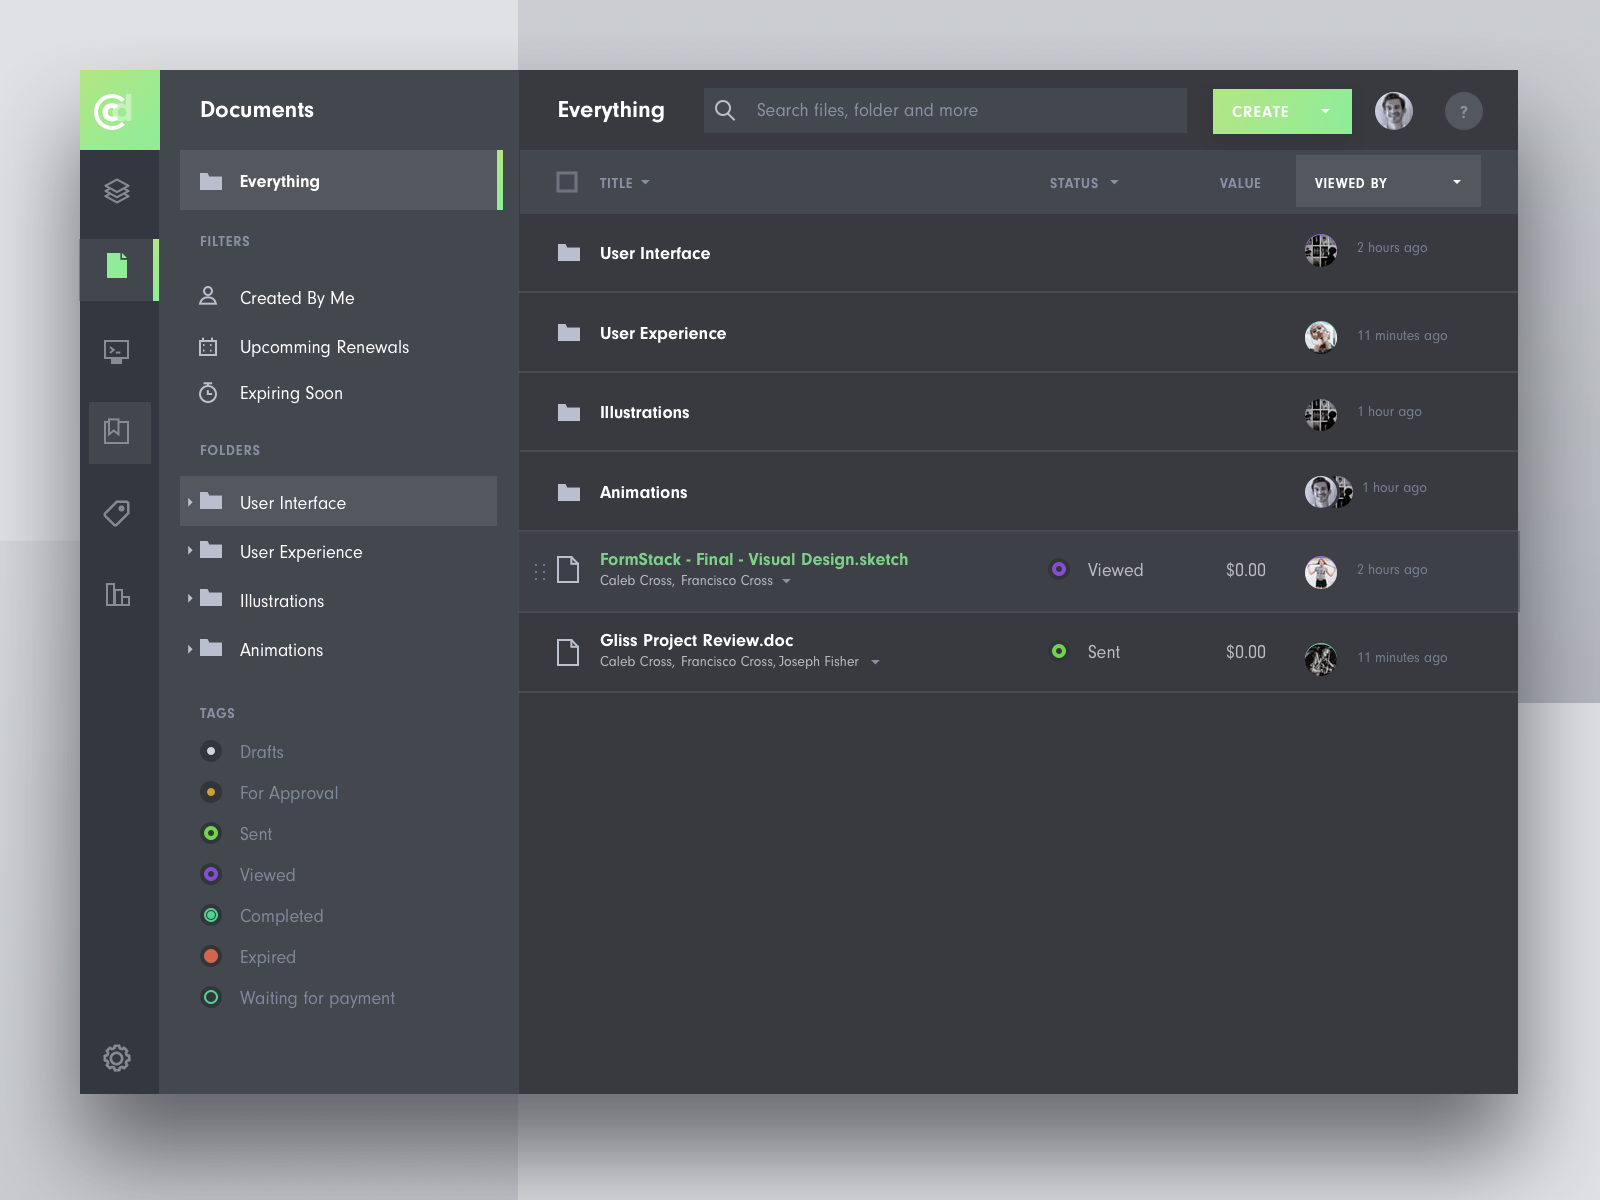 Cd
Documents
Everything
Search files, folder and more
CREATE
?
Everything
TITLE
STATUS
VALUE
VIEWED BY
FILTERS
Created By Me
Upcomming Renewals
Expiring Soon
FOLDERS
User Interface
User Experience
Illustrations
Animations
TAGS
Drafts
For Approval
Sent
Viewed
Completed
Expired
Waiting for payment
User Interface
2 hours ago
User Experience
11 minutes ago
Illustrations
1 hour ago
Animations
1 hour ago
FormStack - Final - Visual Design.sketch
Caleb Cross, Francisco Cross
Viewed
$0.00
2 hours ago
Gliss Project Review.doc
Caleb Cross, Francisco Cross, Joseph Fisher
Sent
$0.00
11 minutes ago